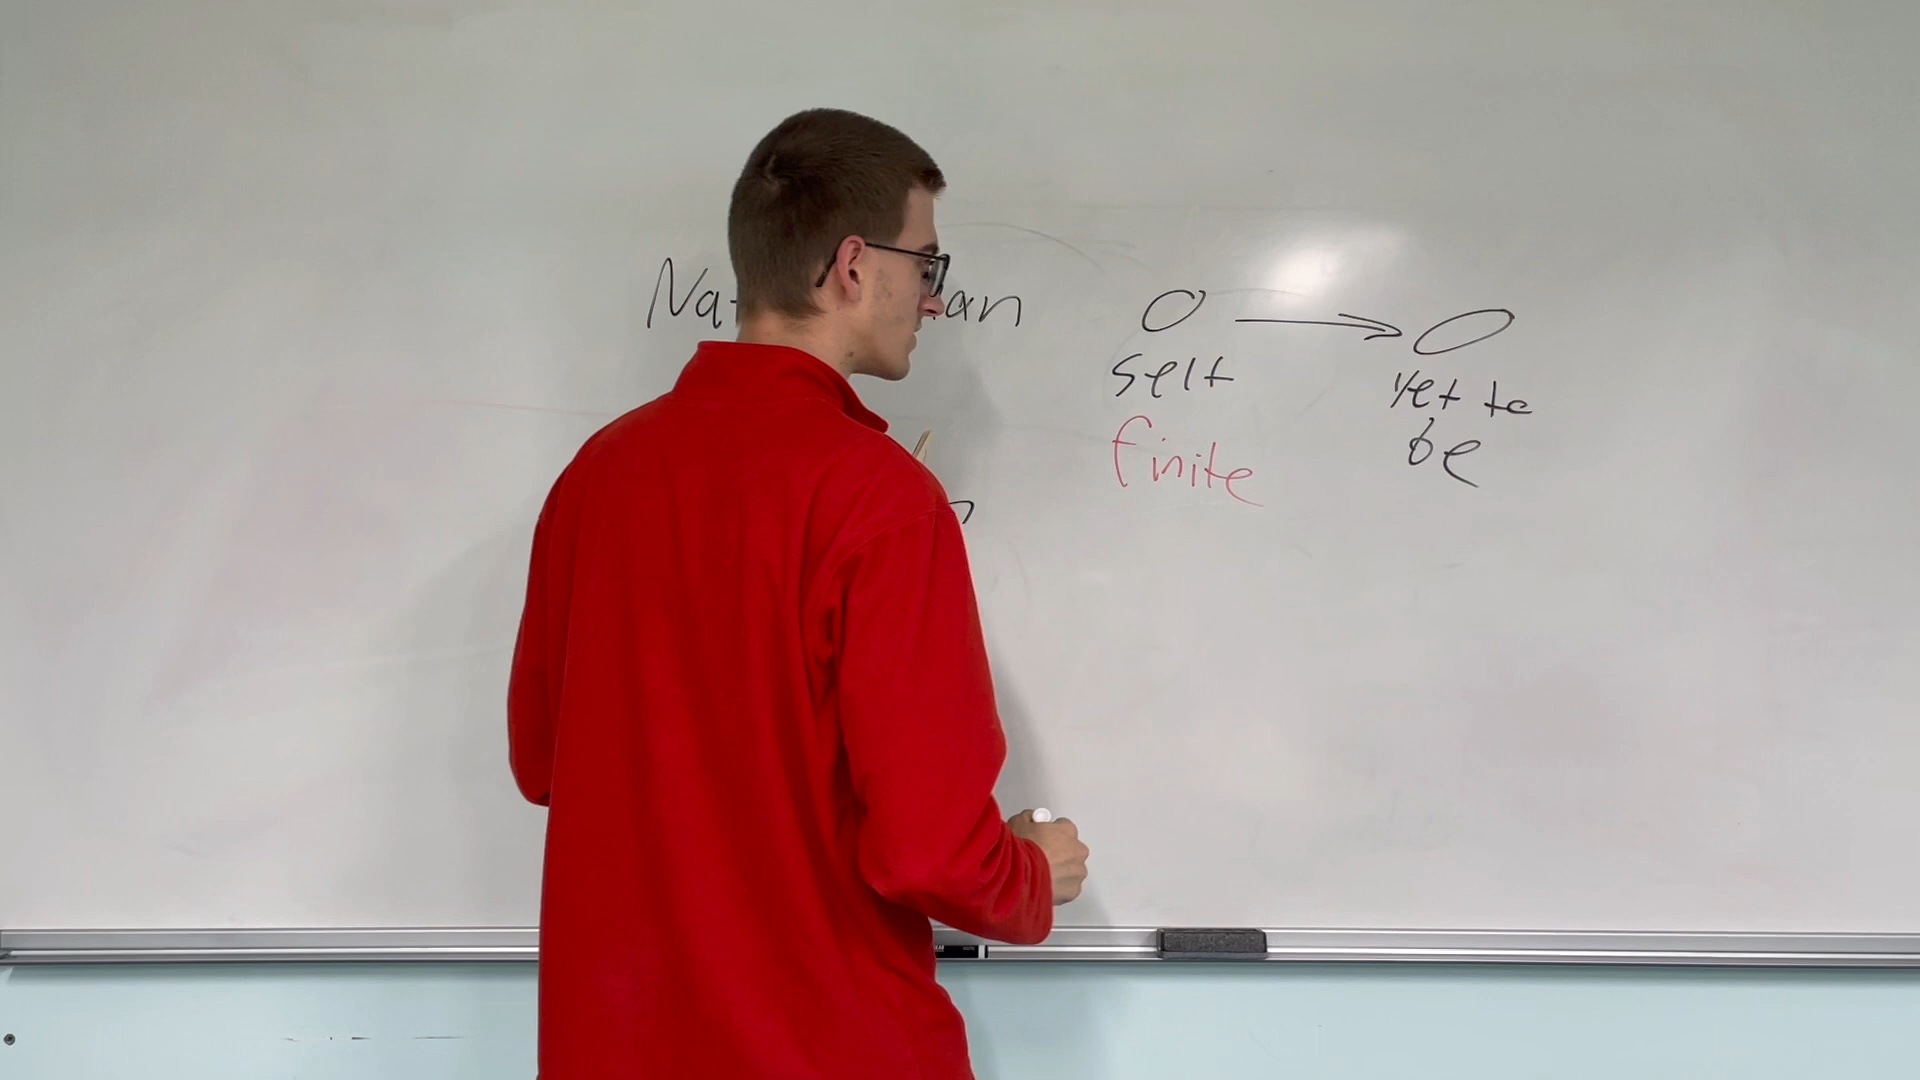 Nat
an
self
finite
yet to
be